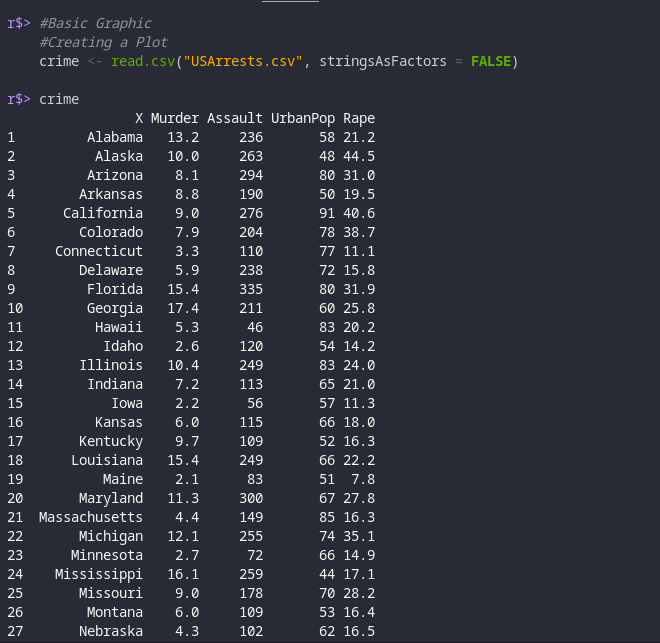 r$> #Basic Graphic
#Creating a Plot
crime <- read.csv("USArrests.csv", stringsAsFactors = FALSE)
r$> crime
X Murder Assault UrbanPop Rape
1 Alabama 13.2 236 58 21.2
2 Alaska 10.0 263 48 44.5
3 Arizona 8.1 294 80 31.0
4 Arkansas 8.8 190 50 19.5
5 California 9.0 276 91 40.6
6 Colorado 7.9 204 78 38.7
7 Connecticut 3.3 110 77 11.1
8 Delaware 5.9 238 72 15.8
9 Florida 15.4 335 80 31.9
10 Georgia 17.4 211 60 25.8
11 Hawaii 5.3 46 83 20.2
12 Idaho 2.6 120 54 14.2
13 Illinois 10.4 249 83 24.0
14 Indiana 7.2 113 65 21.0
15 Iowa 2.2 56 57 11.3
16 Kansas 6.0 115 66 18.0
17 Kentucky 9.7 109 52 16.3
18 Louisiana 15.4 249 66 22.2
19 Maine 2.1 83 51 7.8
20 Maryland 11.3 300 67 27.8
21 Massachusetts 4.4 149 85 16.3
22 Michigan 12.1 255 74 35.1
23 Minnesota 2.7 72 66 14.9
24 Mississippi 16.1 259 44 17.1
25 Missouri 9.0 178 70 28.2
26 Montana 6.0 109 53 16.4
27 Nebraska 4.3 102 62 16.5